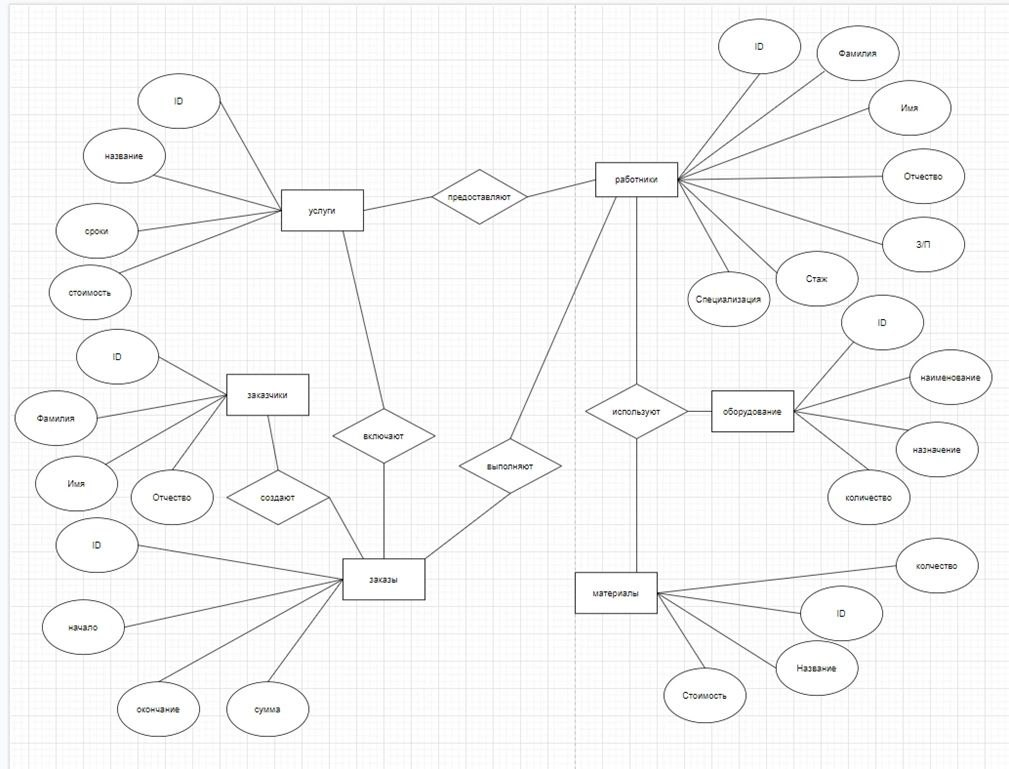 ID
Фамилия
ID
Имя
название
Отчество
работники
предоставляют
услуги
сроки
З/П
Стаж
стоимость
Специализация
ID
ID
наименование
заказчики
используют
оборудование
Фамилия
включают
назначение
выполняют
Имя
Отчество
создают
количество
ID
колчество
заказы
материалы
ID
начало
Название
Стоимость
окончание
сумма